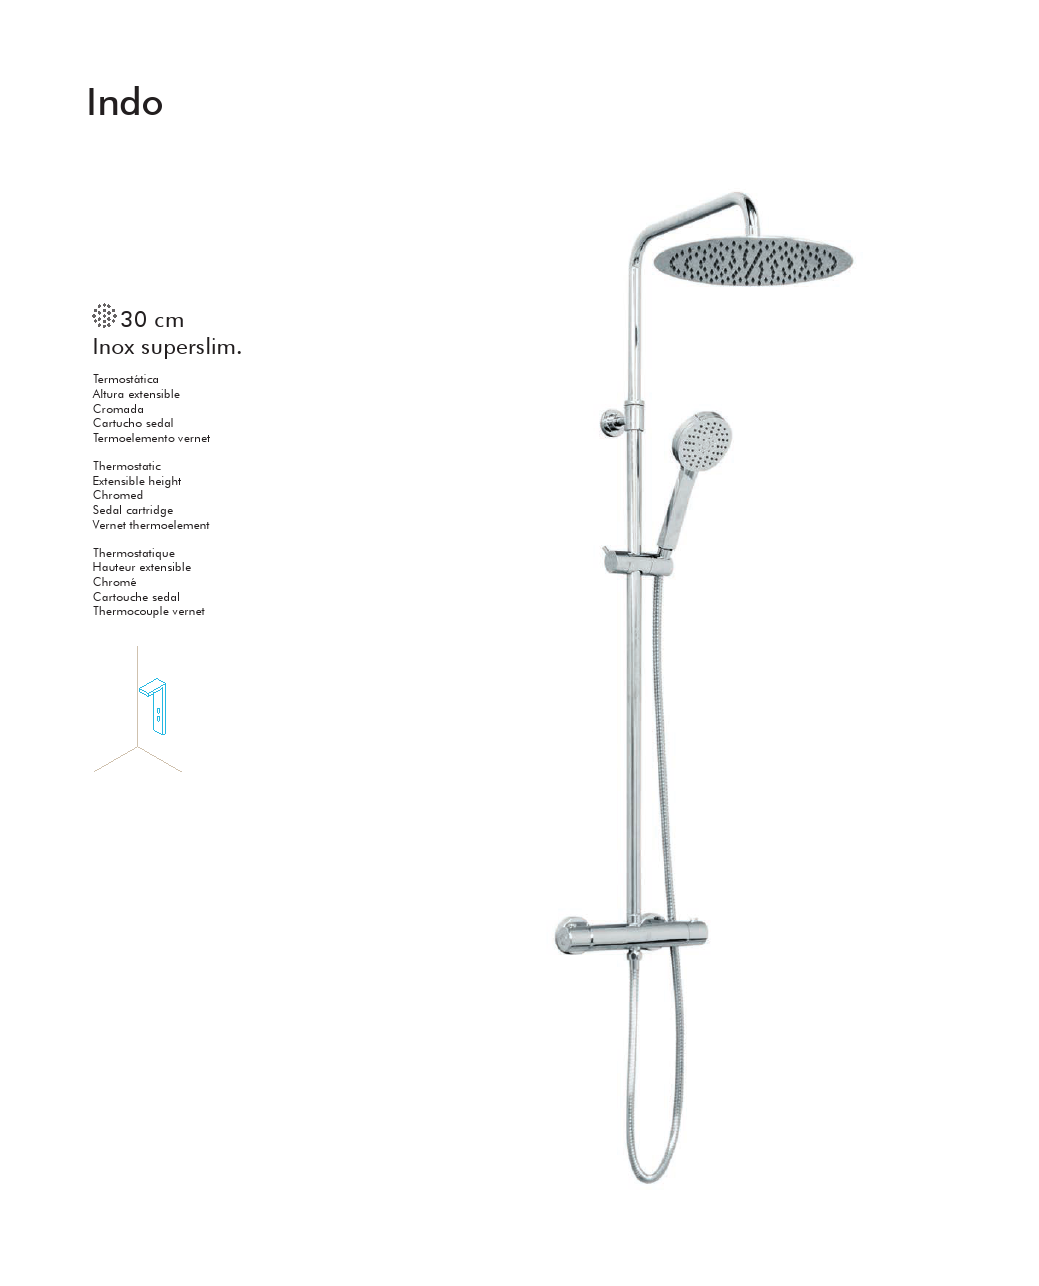 Indo
30 cm
Inox superslim.
Termostática
Altura extensible
Cromada
Cartucho sedal
Termoelemento vernet
Thermostatic
Extensible height
Chromed
Sedal cartridge
Vernet thermoelement
Thermostatique
Hauteur extensible
Chromé
Cartouche sedal
Thermocouple vernet